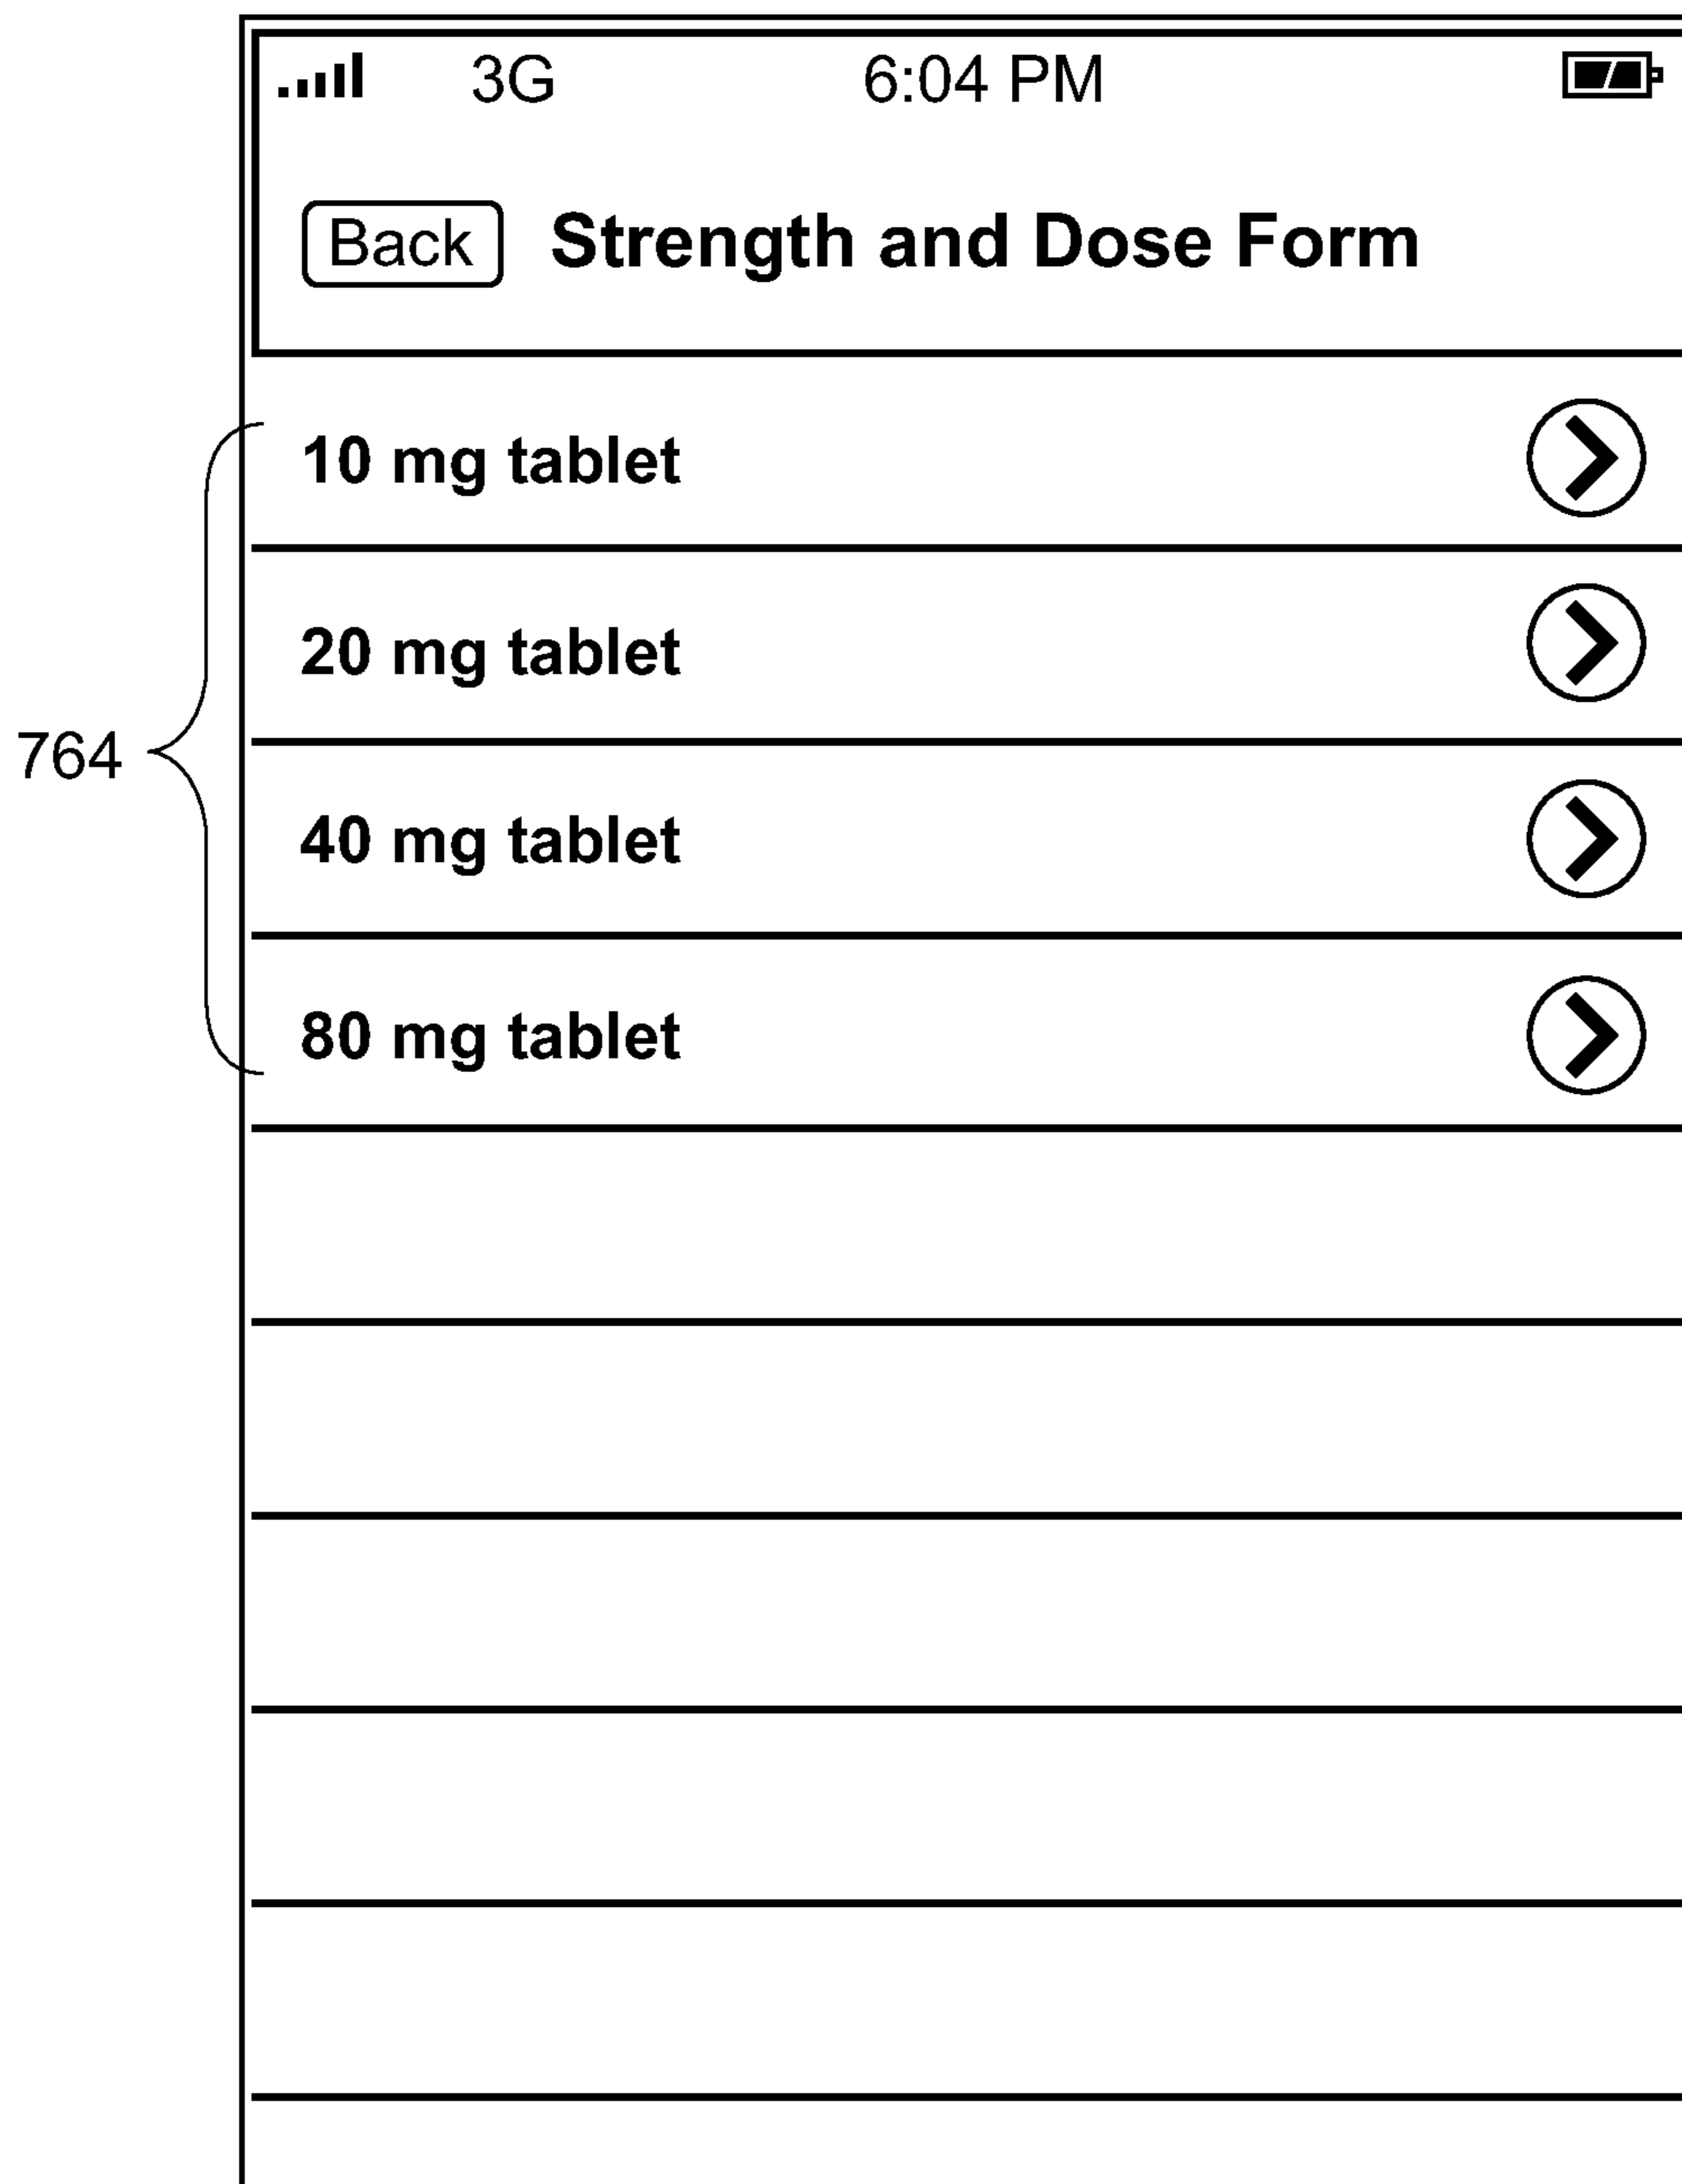 3G 6:04 PM
Back Strength and Dose Form
10 mg tablet
20 mg tablet
764
40 mg tablet
80 mg tablet